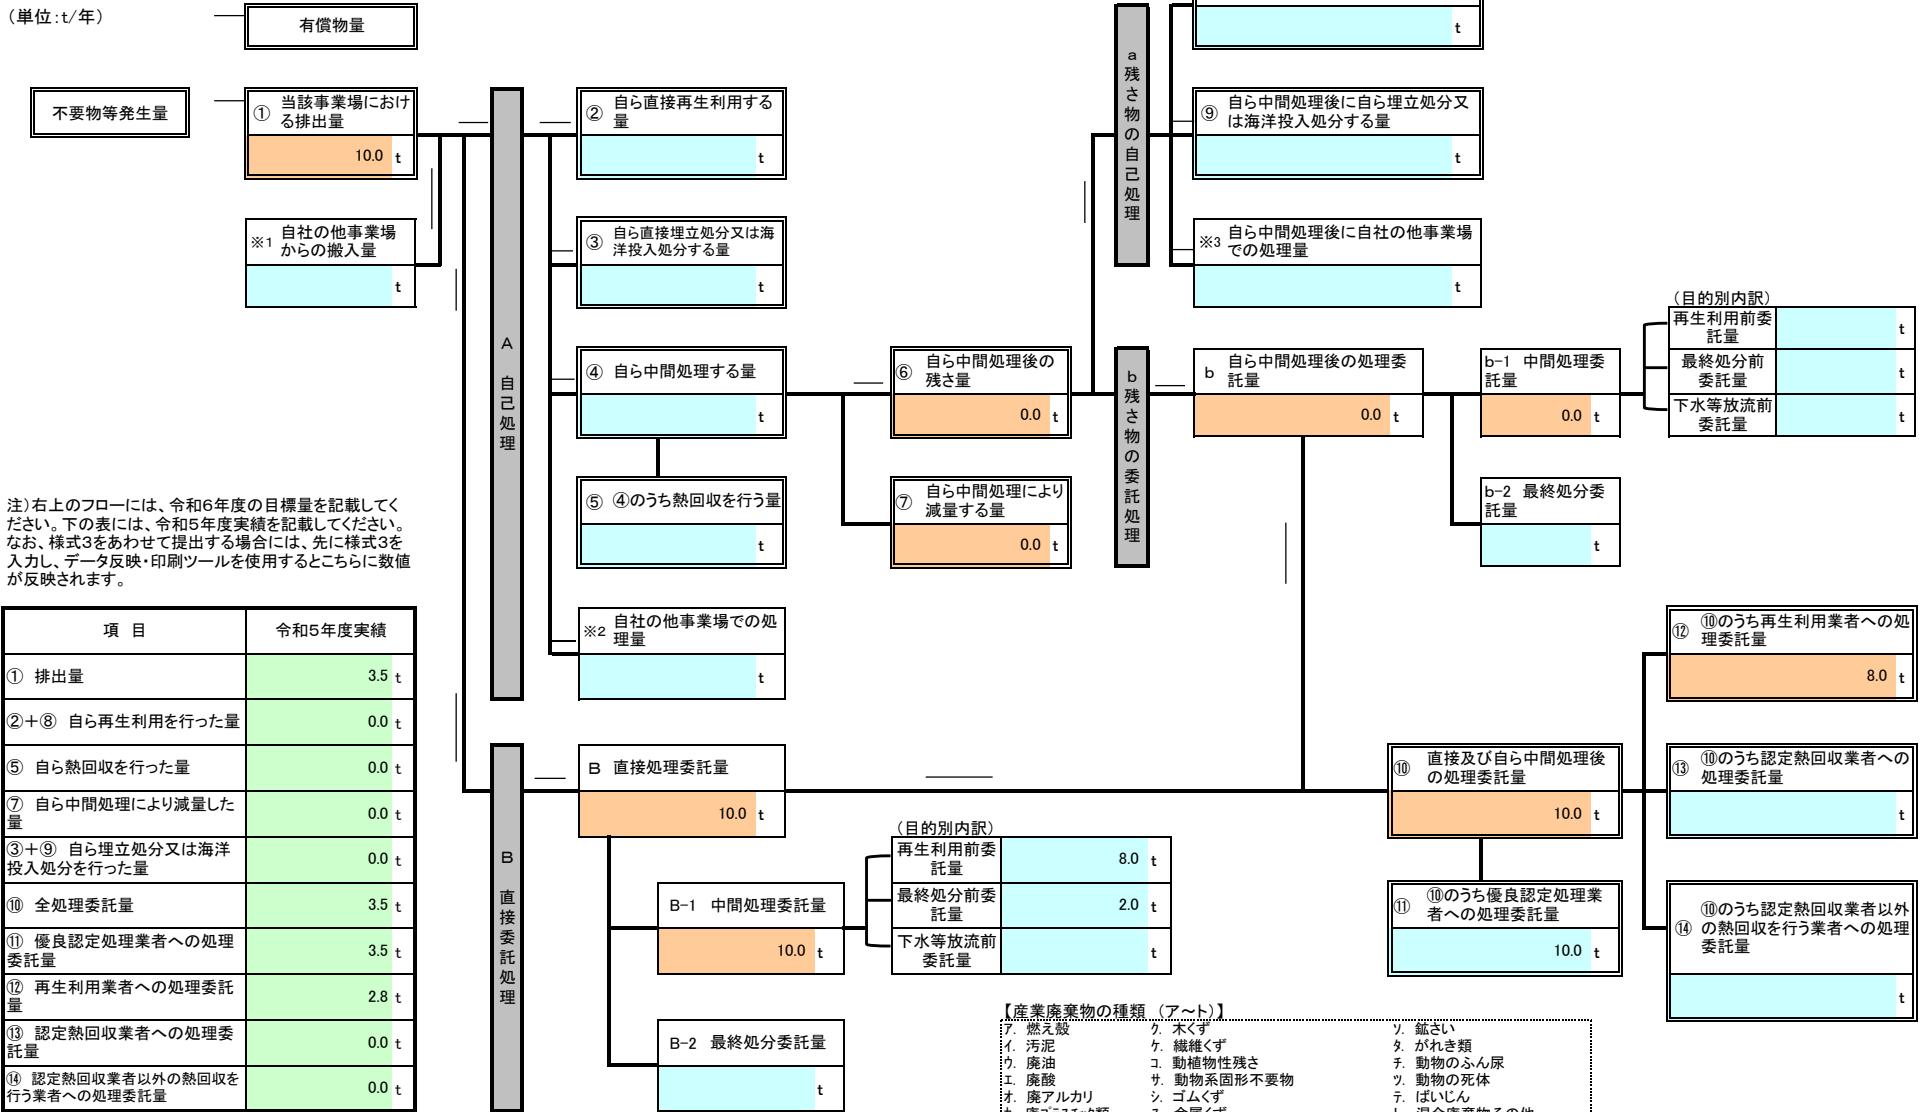 （単位：t/年）
有償物量
t
不要物等発生量
① 当該事業場におけ
る排出量
10.0 t
※1 自社の他事業場
からの搬入量
t
A 自己処理
② 自ら直接再生利用する
量
t
③ 自ら直接埋立処分又は海
洋投入処分する量
t
④ 自ら中間処理する量
t
⑤ ④のうち熱回収を行う量
t
※2 自社の他事業場での処
理量
t
⑥ 自ら中間処理後の
残さ量
0.0 t
⑦ 自ら中間処理により
減量する量
0.0 t
a 残さ物の自己処理
⑨ 自ら中間処理後に自ら埋立処分又
は海洋投入処分する量
t
※3 自ら中間処理後に自社の他事業場
での処理量
t
b 残さ物の委託処理
b 自ら中間処理後の処理委
託量
0.0 t
b-1 中間処理委
託量
0.0 t
b-2 最終処分委
託量
t
（目的別内訳）
再生利用前委
託量
t
最終処分前
委託量
t
下水等放流前
委託量
t
注）右上のフローには、令和6年度の目標量を記載してく
ださい。下の表には、令和5年度実績を記載してください。
なお、様式3をあわせて提出する場合には、先に様式3を
入力し、データ反映・印刷ツールを使用するとこちらに数値
が反映されます。
項 目 令和5年度実績
① 排出量 3.5 t
②＋⑧ 自ら再生利用を行った量 0.0 t
⑤ 自ら熱回収を行った量 0.0 t
⑦ 自ら中間処理により減量した
量 0.0 t
③＋⑨ 自ら埋立処分又は海洋
投入処分を行った量 0.0 t
⑩ 全処理委託量 3.5 t
⑪ 優良認定処理業者への処理
委託量 3.5 t
⑫ 再生利用業者への処理委託
量 2.8 t
⑬ 認定熱回収業者への処理委
託量 0.0 t
⑭ 認定熱回収業者以外の熱回収を
行う業者への処理委託量 0.0 t
B 直接委託処理
B 直接処理委託量
10.0 t
B-1 中間処理委託量
10.0 t
B-2 最終処分委託量
t
（目的別内訳）
再生利用前委
託量
8.0 t
最終処分前委
託量
2.0 t
下水等放流前
委託量
t
⑩ 直接及び自ら中間処理後
の処理委託量
10.0 t
⑪ ⑩のうち優良認定処理業
者への処理委託量
10.0 t
⑫ ⑩のうち再生利用業者への処
理委託量
8.0 t
⑬ ⑩のうち認定熱回収業者への
処理委託量
t
⑭ ⑩のうち認定熱回収業者以外
の熱回収を行う業者への処理
委託量
t
【産業廃棄物の種類 （ア～ト）】
ア. 燃え殻 ク. 木くず ソ. 鉱さい
イ. 汚泥 ケ. 繊維くず タ. がれき類
ウ. 廃油 コ. 動植物性残さ チ. 動物のふん尿
エ. 廃酸 サ. 動物系固形不要物 ツ. 動物の死体
オ. 廃アルカリ シ. ゴムくず テ. ばいじん